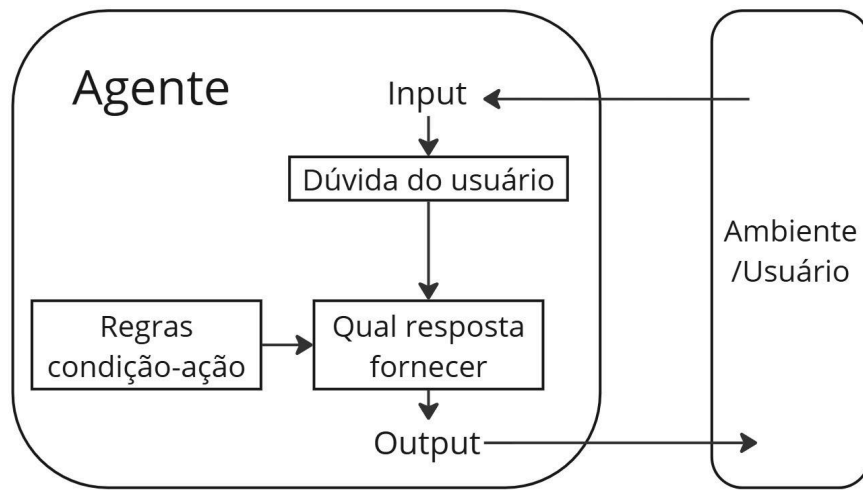 Agente
Input
Dúvida do usuário
Ambiente
/Usuário
Regras
condição-ação
Qual resposta
fornecer
Output